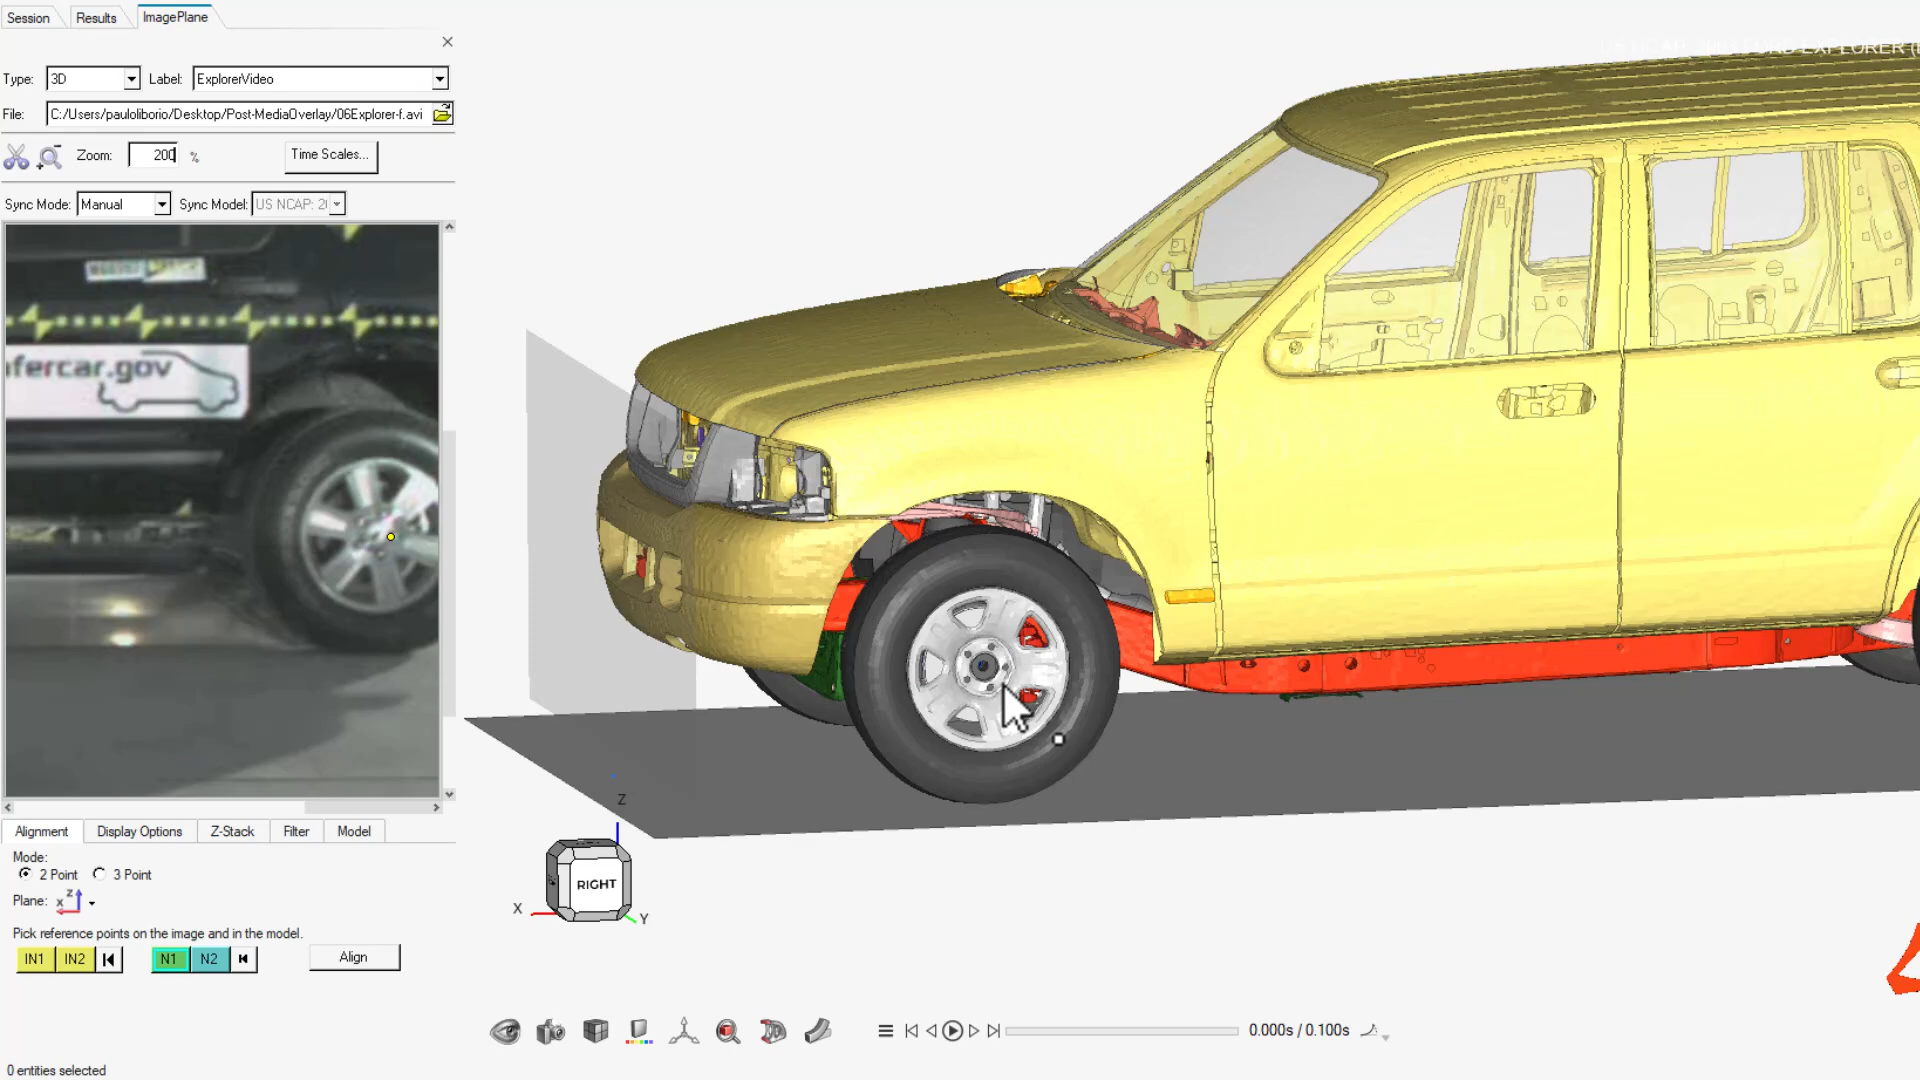 Session
Results
ImagePlane
Type: 3D Label: ExplorerVideo
File: C:/Users/pauloliborio/Desktop/Post-MediaOverlay/06Explorer-f.avi
Zoom: 200 % Time Scales...
Sync Mode: Manual Sync Model: US NCAP: 2
fercar.gov
Alignment
Display Options
Z-Stack
Filter
Model
Mode:
2 Point 3 Point
Plane: x z
Pick reference points on the image and in the model.
IN1 IN2 N1 N2 Align
0 entities selected
Z
RIGHT
X
Y
0.000s / 0.100s